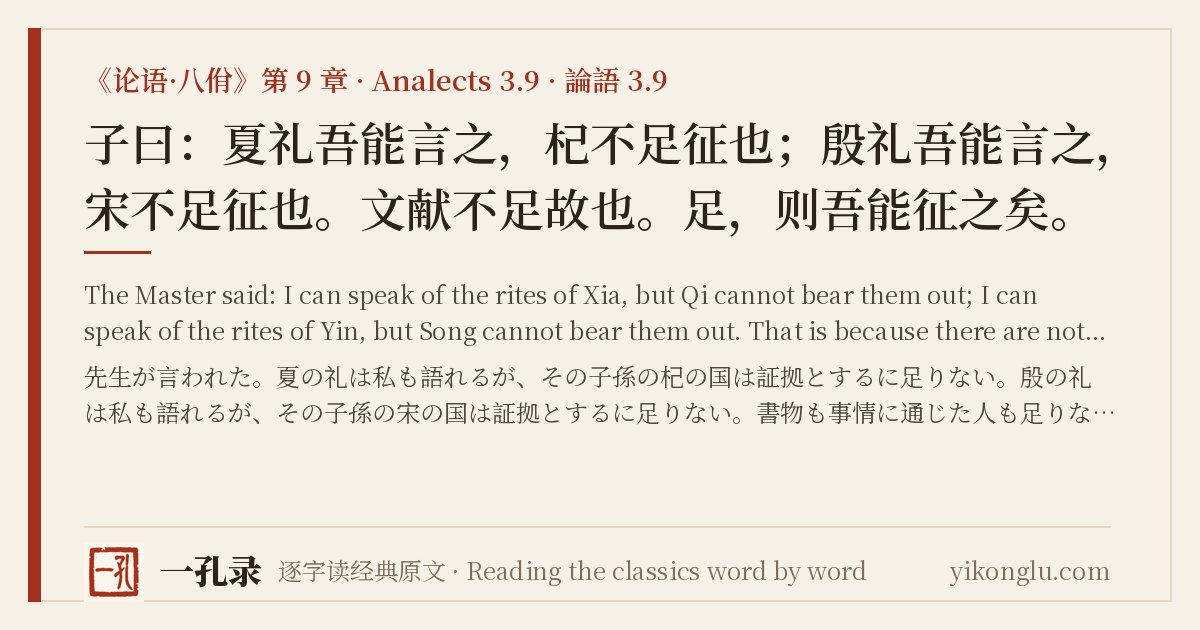 《论语·八佾》第 9 章 · Analects 3.9 · 論語 3.9
子曰：夏礼吾能言之，杞不足征也；殷礼吾能言之，
宋不足征也。文献不足故也。足，则吾能征之矣。
The Master said: I can speak of the rites of Xia, but Qi cannot bear them out; I can
speak of the rites of Yin, but Song cannot bear them out. That is because there are not...
先生が言われた。夏の礼は私も語れるが、その子孫の杞の国は証拠とするに足りない。殷の礼
は私も語れるが、その子孫の宋の国は証拠とするに足りない。書物も事情に通じた人も足りな…
一孔
一孔录 逐字读经典原文 · Reading the classics word by word yikonglu.com